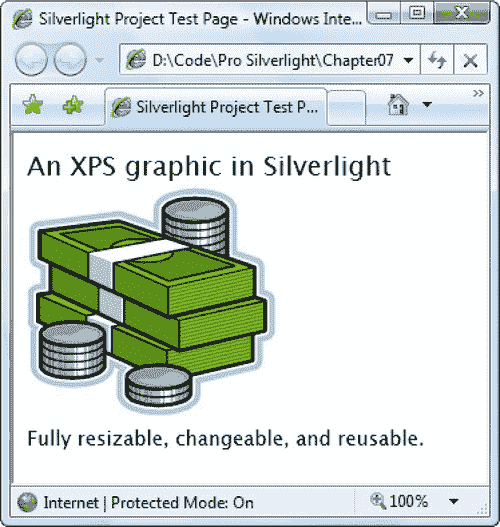 Silverlight Project Test Page - Windows Inte...
D:\Code\Pro Silverlight\Chapter07
Silverlight Project Test P...
An XPS graphic in Silverlight
Fully resizable, changeable, and reusable.
Internet | Protected Mode: On
100%